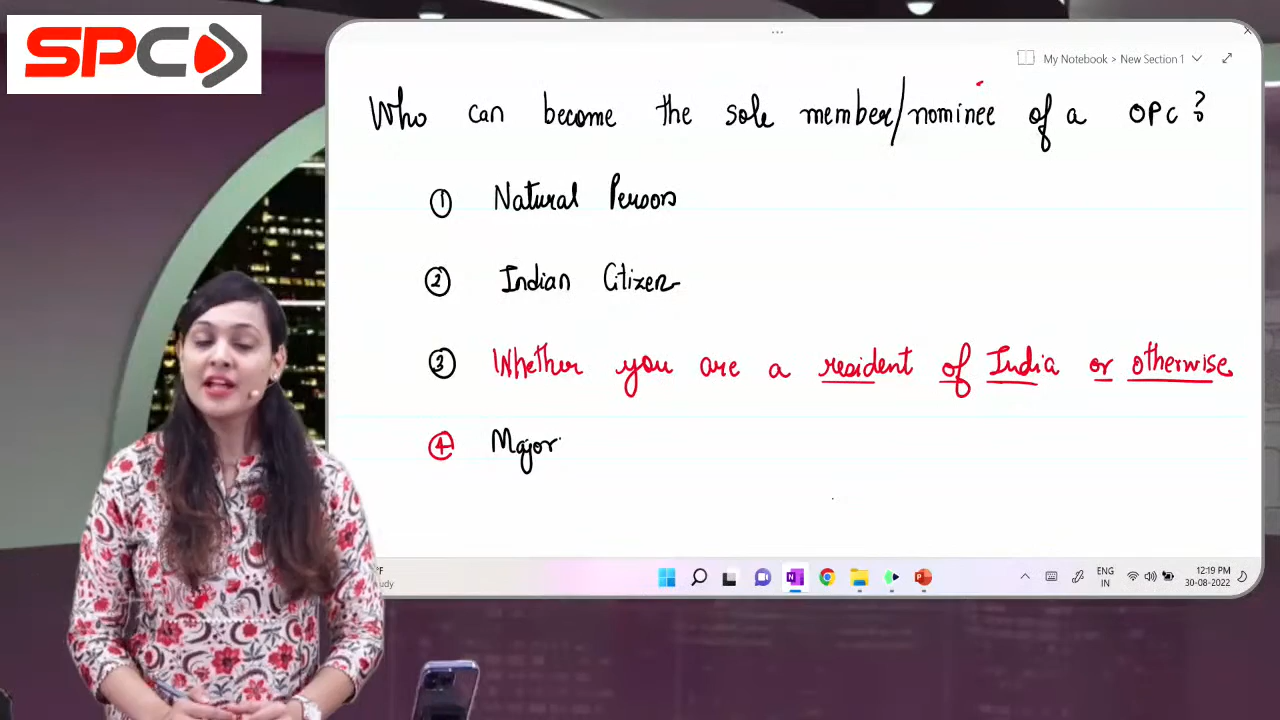 SPC
My Notebook > New Section 1
Who can become the sole member/nominee of a OPC?
① Natural Person
② Indian Citizen
③ Whether you are a resident of India or otherwise
④ Major
°F
udy
ENG
IN
12:19 PM
30-08-2022